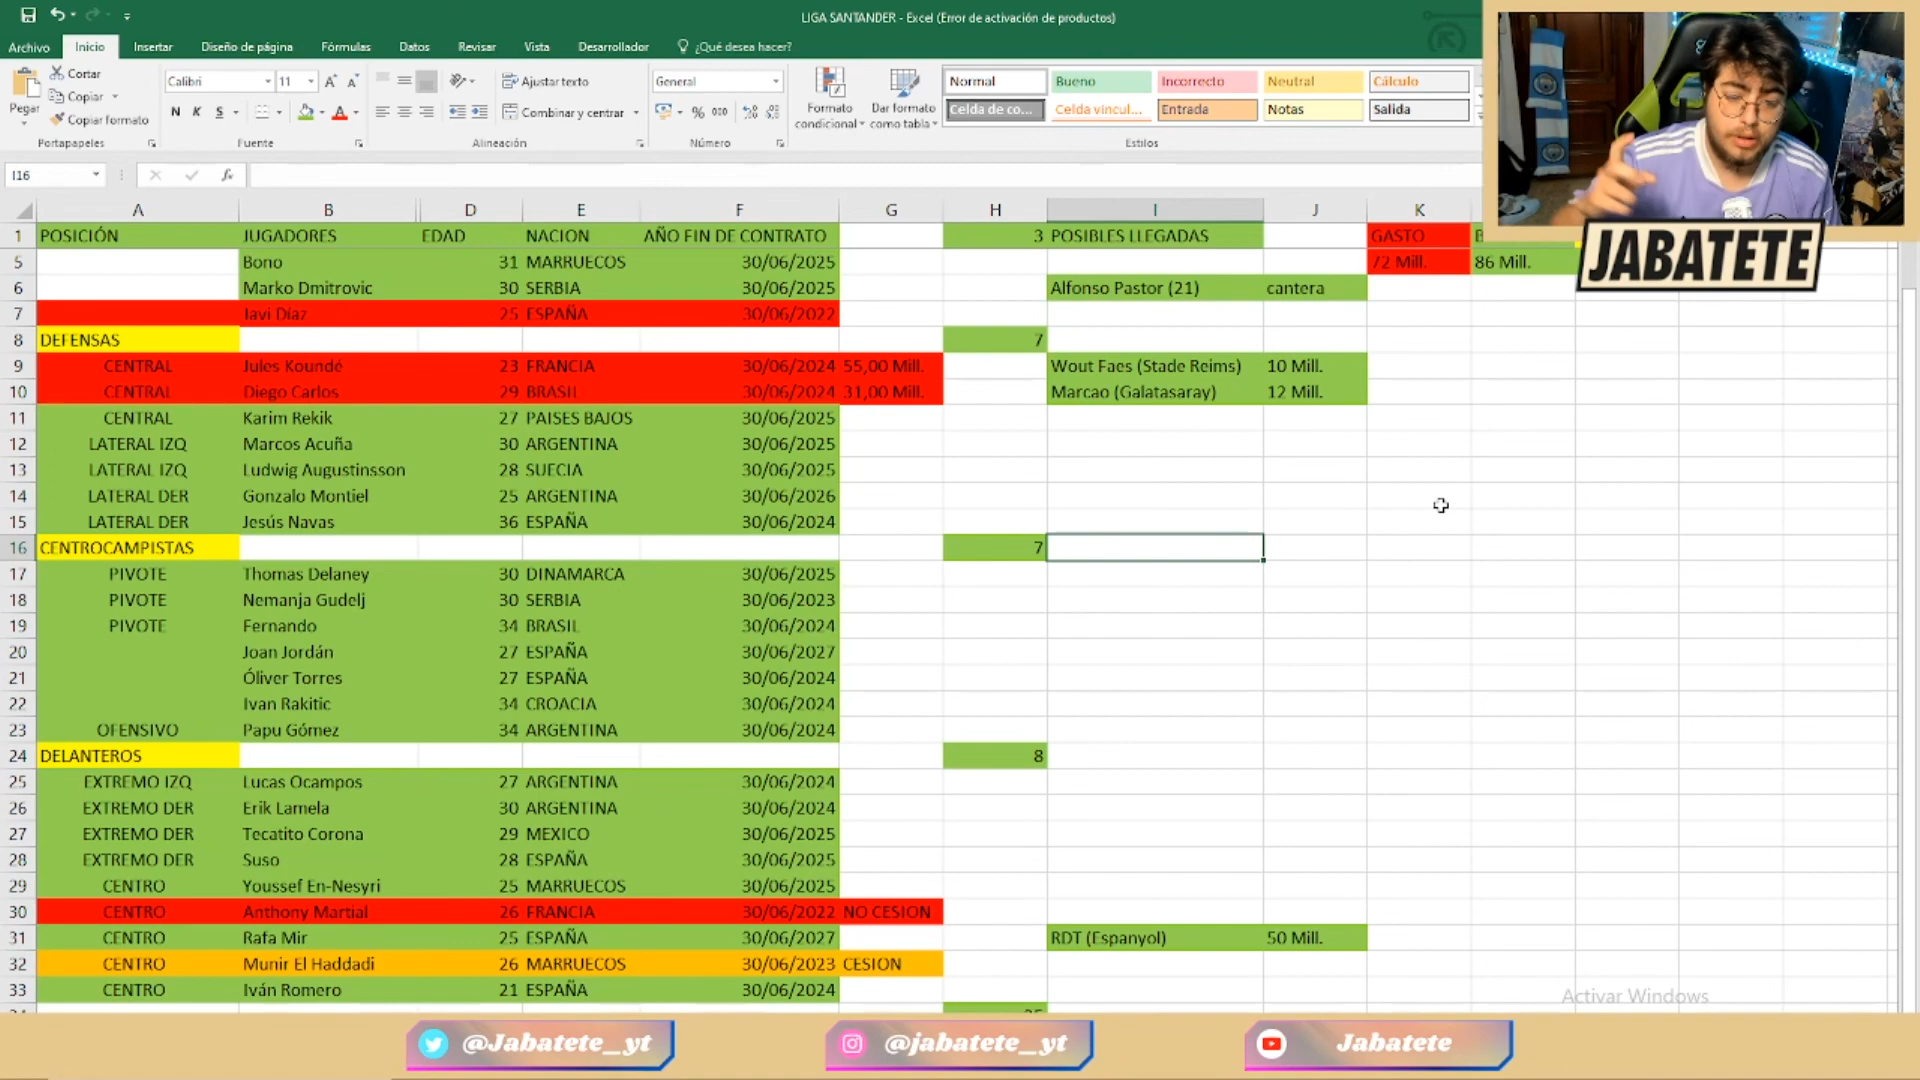 LIGA SANTANDER - Excel (Error de activación de productos)
Archivo Inicio Insertar Diseño de página Fórmulas Datos Revisar Vista Desarrollador ¿Qué desea hacer?
Pegar
Cortar
Copiar
Copiar formato
Portapapeles
Calibri 11
N K S
Fuente
Ajustar texto
Combinar y centrar
Alineación
General
% 000
Número
Formato condicional
Dar formato como tabla
Normal Bueno Incorrecto Neutral Cálculo
Celda de co... Celda vincul... Entrada Notas Salida
Estilos
I16 fx
A B D E F G H I J K
1 POSICIÓN JUGADORES EDAD NACION AÑO FIN DE CONTRATO 3 POSIBLES LLEGADAS GASTO
5 Bono 31 MARRUECOS 30/06/2025 72 Mill. 86 Mill.
6 Marko Dmitrovic 30 SERBIA 30/06/2025 Alfonso Pastor (21) cantera
7 Javi Díaz 25 ESPAÑA 30/06/2022
8 DEFENSAS 7
9 CENTRAL Jules Koundé 23 FRANCIA 30/06/2024 55,00 Mill. Wout Faes (Stade Reims) 10 Mill.
10 CENTRAL Diego Carlos 29 BRASIL 30/06/2024 31,00 Mill. Marcao (Galatasaray) 12 Mill.
11 CENTRAL Karim Rekik 27 PAISES BAJOS 30/06/2025
12 LATERAL IZQ Marcos Acuña 30 ARGENTINA 30/06/2025
13 LATERAL IZQ Ludwig Augustinsson 28 SUECIA 30/06/2025
14 LATERAL DER Gonzalo Montiel 25 ARGENTINA 30/06/2026
15 LATERAL DER Jesús Navas 36 ESPAÑA 30/06/2024
16 CENTROCAMPISTAS 7
17 PIVOTE Thomas Delaney 30 DINAMARCA 30/06/2025
18 PIVOTE Nemanja Gudelj 30 SERBIA 30/06/2023
19 PIVOTE Fernando 34 BRASIL 30/06/2024
20 Joan Jordán 27 ESPAÑA 30/06/2027
21 Óliver Torres 27 ESPAÑA 30/06/2024
22 Ivan Rakitic 34 CROACIA 30/06/2024
23 OFENSIVO Papu Gómez 34 ARGENTINA 30/06/2024
24 DELANTEROS 8
25 EXTREMO IZQ Lucas Ocampos 27 ARGENTINA 30/06/2024
26 EXTREMO DER Erik Lamela 30 ARGENTINA 30/06/2024
27 EXTREMO DER Tecatito Corona 29 MEXICO 30/06/2025
28 EXTREMO DER Suso 28 ESPAÑA 30/06/2025
29 CENTRO Youssef En-Nesyri 25 MARRUECOS 30/06/2025
30 CENTRO Anthony Martial 26 FRANCIA 30/06/2022 NO CESION
31 CENTRO Rafa Mir 25 ESPAÑA 30/06/2027 RDT (Espanyol) 50 Mill.
32 CENTRO Munir El Haddadi 26 MARRUECOS 30/06/2023 CESION
33 CENTRO Iván Romero 21 ESPAÑA 30/06/2024
JABATETE
Activar Windows
@Jabatete_yt @jabatete_yt Jabatete